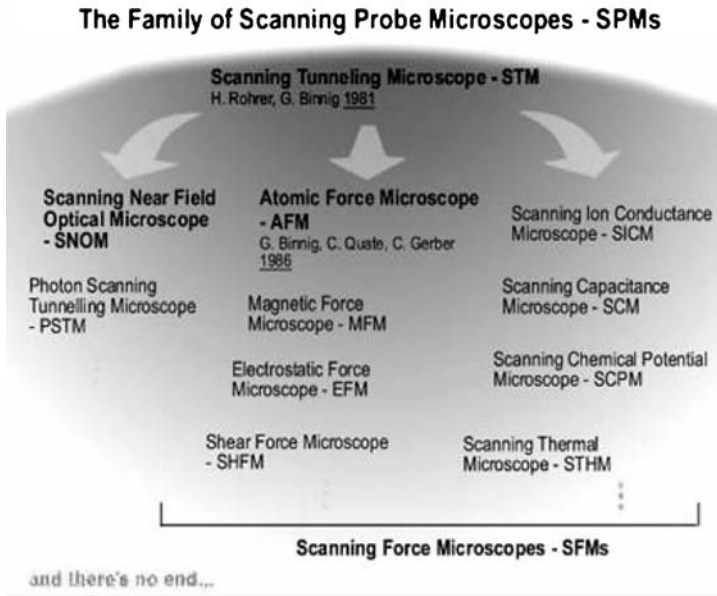 The Family of Scanning Probe Microscopes - SPMs
Scanning Tunneling Microscope - STM
H. Rohrer, G. Binnig 1981
Scanning Near Field
Optical Microscope
- SNOM
Photon Scanning
Tunnelling Microscope
- PSTM
Atomic Force Microscope
- AFM
G. Binnig, C. Quate, C. Gerber
1986
Magnetic Force
Microscope - MFM
Electrostatic Force
Microscope - EFM
Shear Force Microscope
- SHFM
Scanning Ion Conductance
Microscope - SICM
Scanning Capacitance
Microscope - SCM
Scanning Chemical Potential
Microscope - SCPM
Scanning Thermal
Microscope - STHM
Scanning Force Microscopes - SFMs
and there's no end...